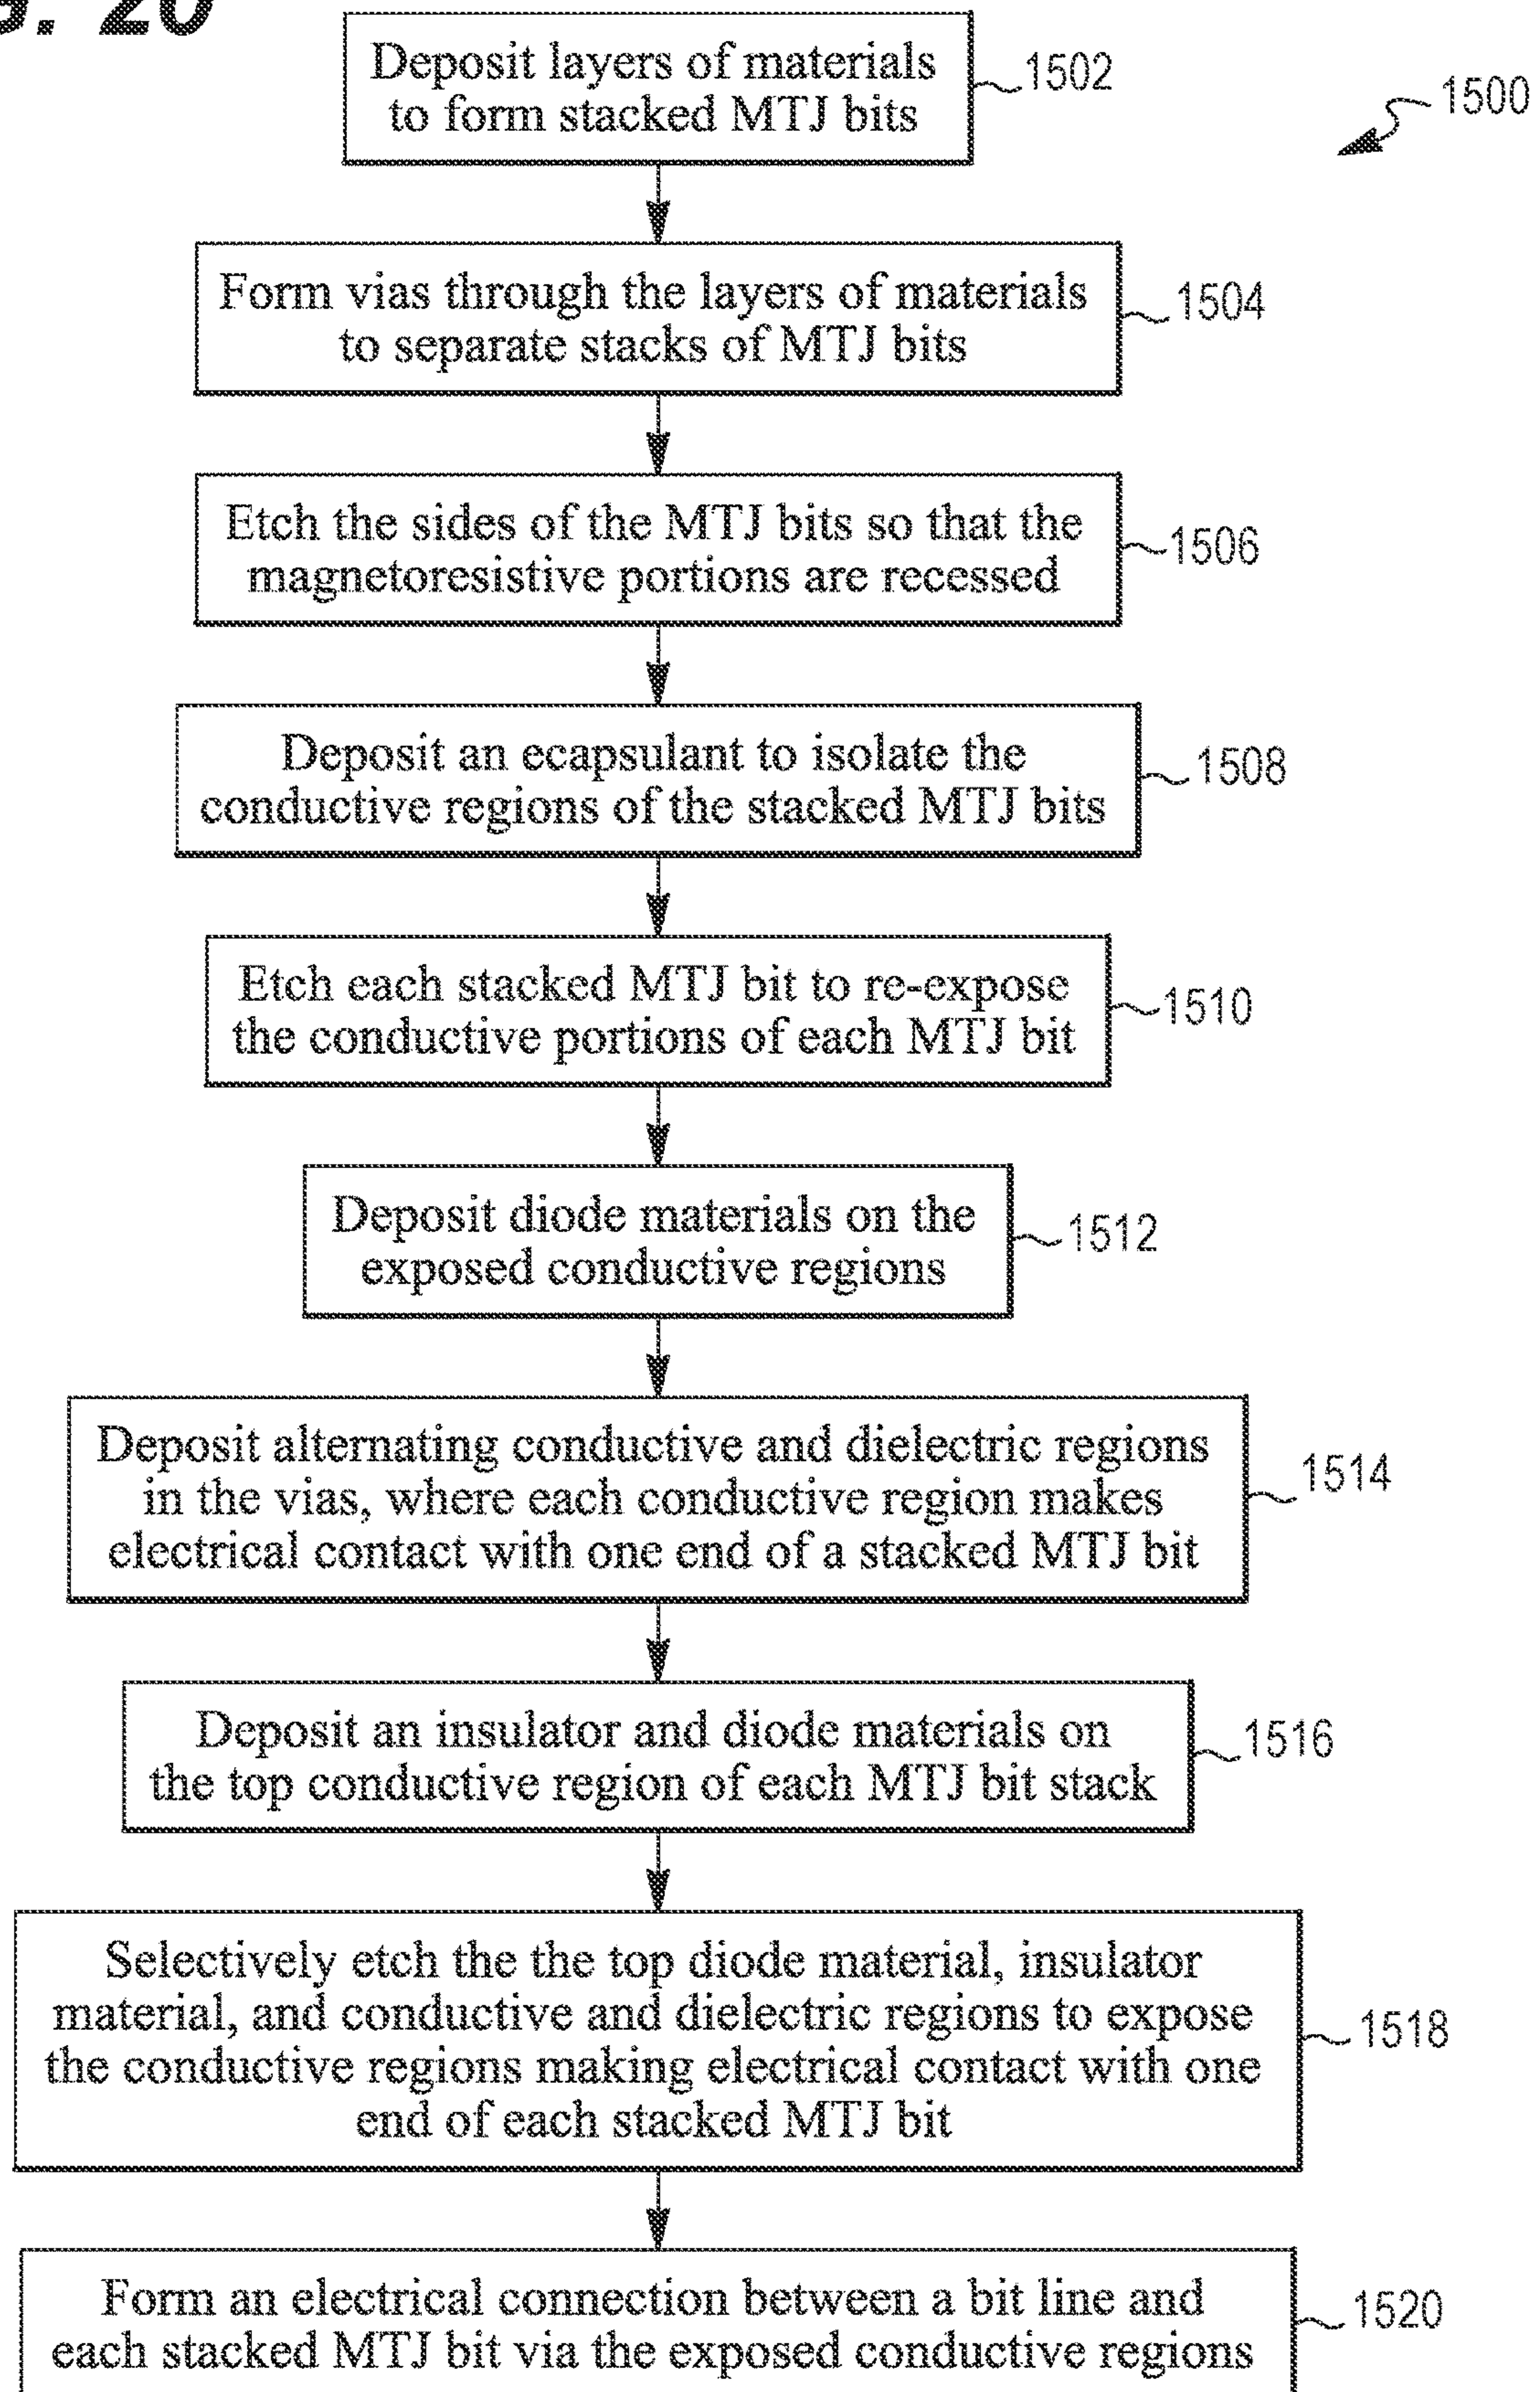 G. 20
Deposit layers of materials
to form stacked MTJ bits
1502
1500
Form vias through the layers of materials
to separate stacks of MTJ bits
1504
Etch the sides of the MTJ bits so that the
magnetoresistive portions are recessed
1506
Deposit an ecapsulant to isolate the
conductive regions of the stacked MTJ bits
1508
Etch each stacked MTJ bit to re-expose
the conductive portions of each MTJ bit
1510
Deposit diode materials on the
exposed conductive regions
1512
Deposit alternating conductive and dielectric regions
in the vias, where each conductive region makes
electrical contact with one end of a stacked MTJ bit
1514
Deposit an insulator and diode materials on
the top conductive region of each MTJ bit stack
1516
Selectively etch the the top diode material, insulator
material, and conductive and dielectric regions to expose
the conductive regions making electrical contact with one
end of each stacked MTJ bit
1518
Form an electrical connection between a bit line and
each stacked MTJ bit via the exposed conductive regions
1520